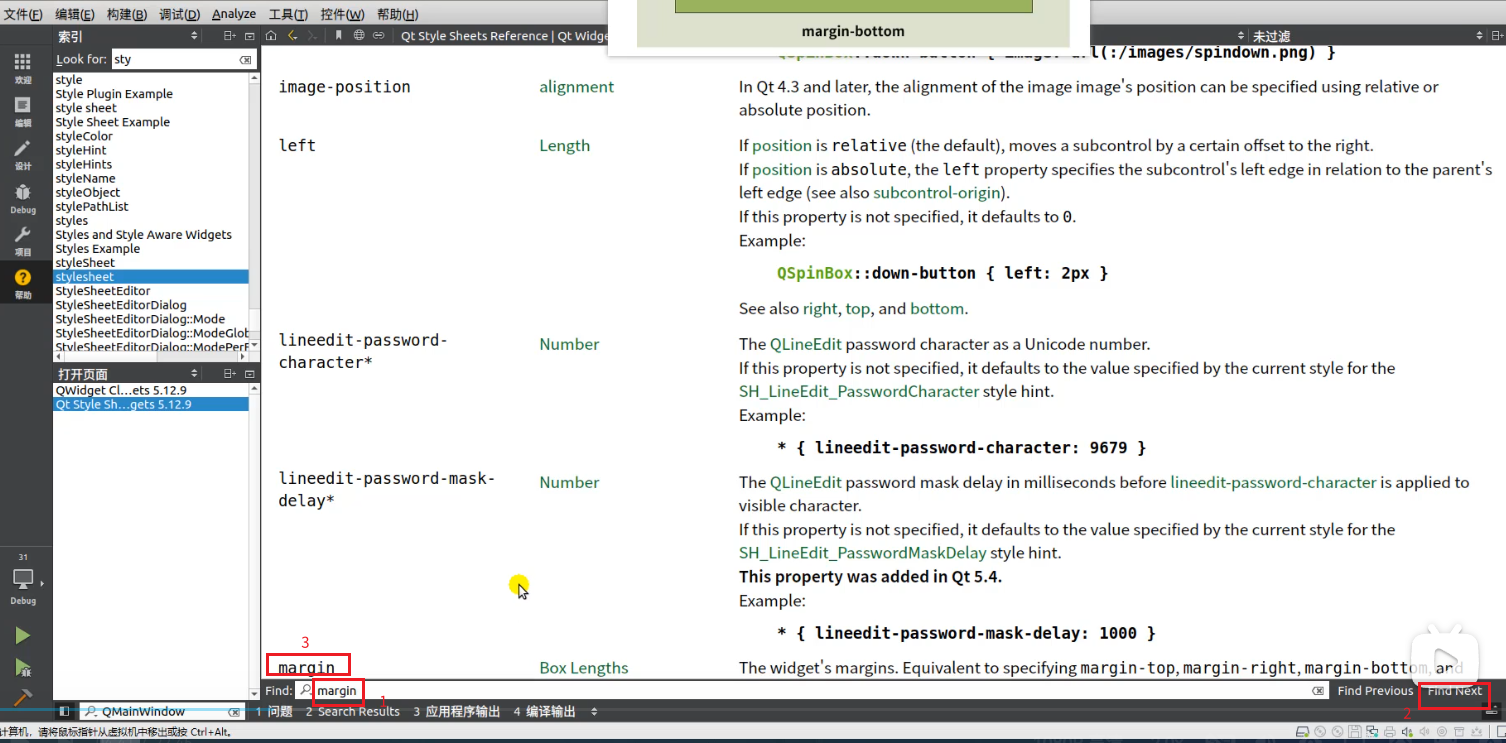 文件(F) 编辑(E) 构建(B) 调试(D) Analyze 工具(T) 控件(W) 帮助(H)
margin-bottom
索引
Qt Style Sheets Reference | Qt Widge
未过滤
Look for: sty
欢迎
编辑
设计
Debug
项目
帮助
style
Style Plugin Example
style sheet
Style Sheet Example
styleColor
styleHint
styleHints
styleName
styleObject
stylePathList
styles
Styles and Style Aware Widgets
Styles Example
styleSheet
stylesheet
StyleSheetEditor
StyleSheetEditorDialog
StyleSheetEditorDialog::Mode
StyleSheetEditorDialog::ModeGlob
StyleSheetEditorDialog::ModePerF
打开页面
QWidget Cl...ets 5.12.9
Qt Style Sh...gets 5.12.9
QSpinBox::down-button { image: url(:/images/spindown.png) }
image-position alignment In Qt 4.3 and later, the alignment of the image image's position can be specified using relative or
absolute position.
left Length If position is relative (the default), moves a subcontrol by a certain offset to the right.
If position is absolute, the left property specifies the subcontrol's left edge in relation to the parent's
left edge (see also subcontrol-origin).
If this property is not specified, it defaults to 0.
Example:
QSpinBox::down-button { left: 2px }
See also right, top, and bottom.
lineedit-password-
character*
Number
The QLineEdit password character as a Unicode number.
If this property is not specified, it defaults to the value specified by the current style for the
SH_LineEdit_PasswordCharacter style hint.
Example:
* { lineedit-password-character: 9679 }
lineedit-password-mask-
delay*
Number
The QLineEdit password mask delay in milliseconds before lineedit-password-character is applied to
visible character.
If this property is not specified, it defaults to the value specified by the current style for the
SH_LineEdit_PasswordMaskDelay style hint.
This property was added in Qt 5.4.
Example:
* { lineedit-password-mask-delay: 1000 }
3
margin Box Lengths The widget's margins. Equivalent to specifying margin-top, margin-right, margin-bottom, and
31
Debug
Find: margin 1 Find Previous Find Next
2
QMainWindow 1 问题 2 Search Results 3 应用程序输出 4 编译输出
计算机，请将鼠标指针从虚拟机中移出或按 Ctrl+Alt。